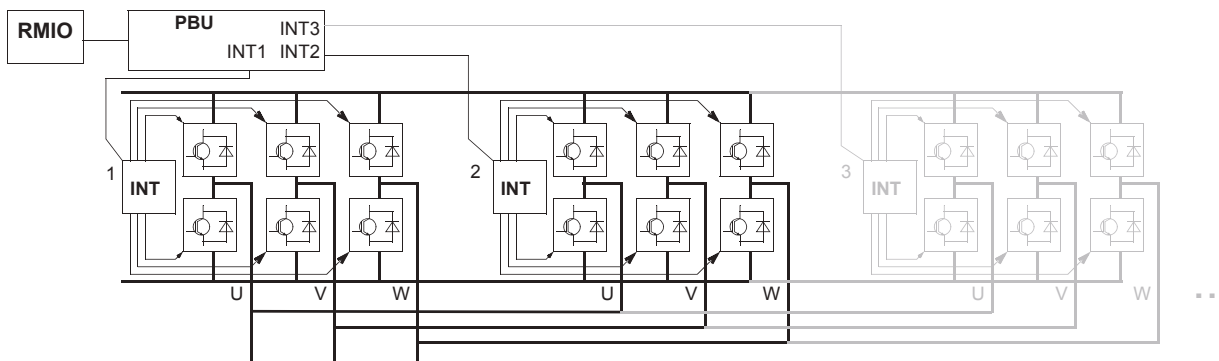 RMIO
PBU
INT3
INT1 INT2
1
INT
2
INT
3
INT
U V W
U V W
U V W